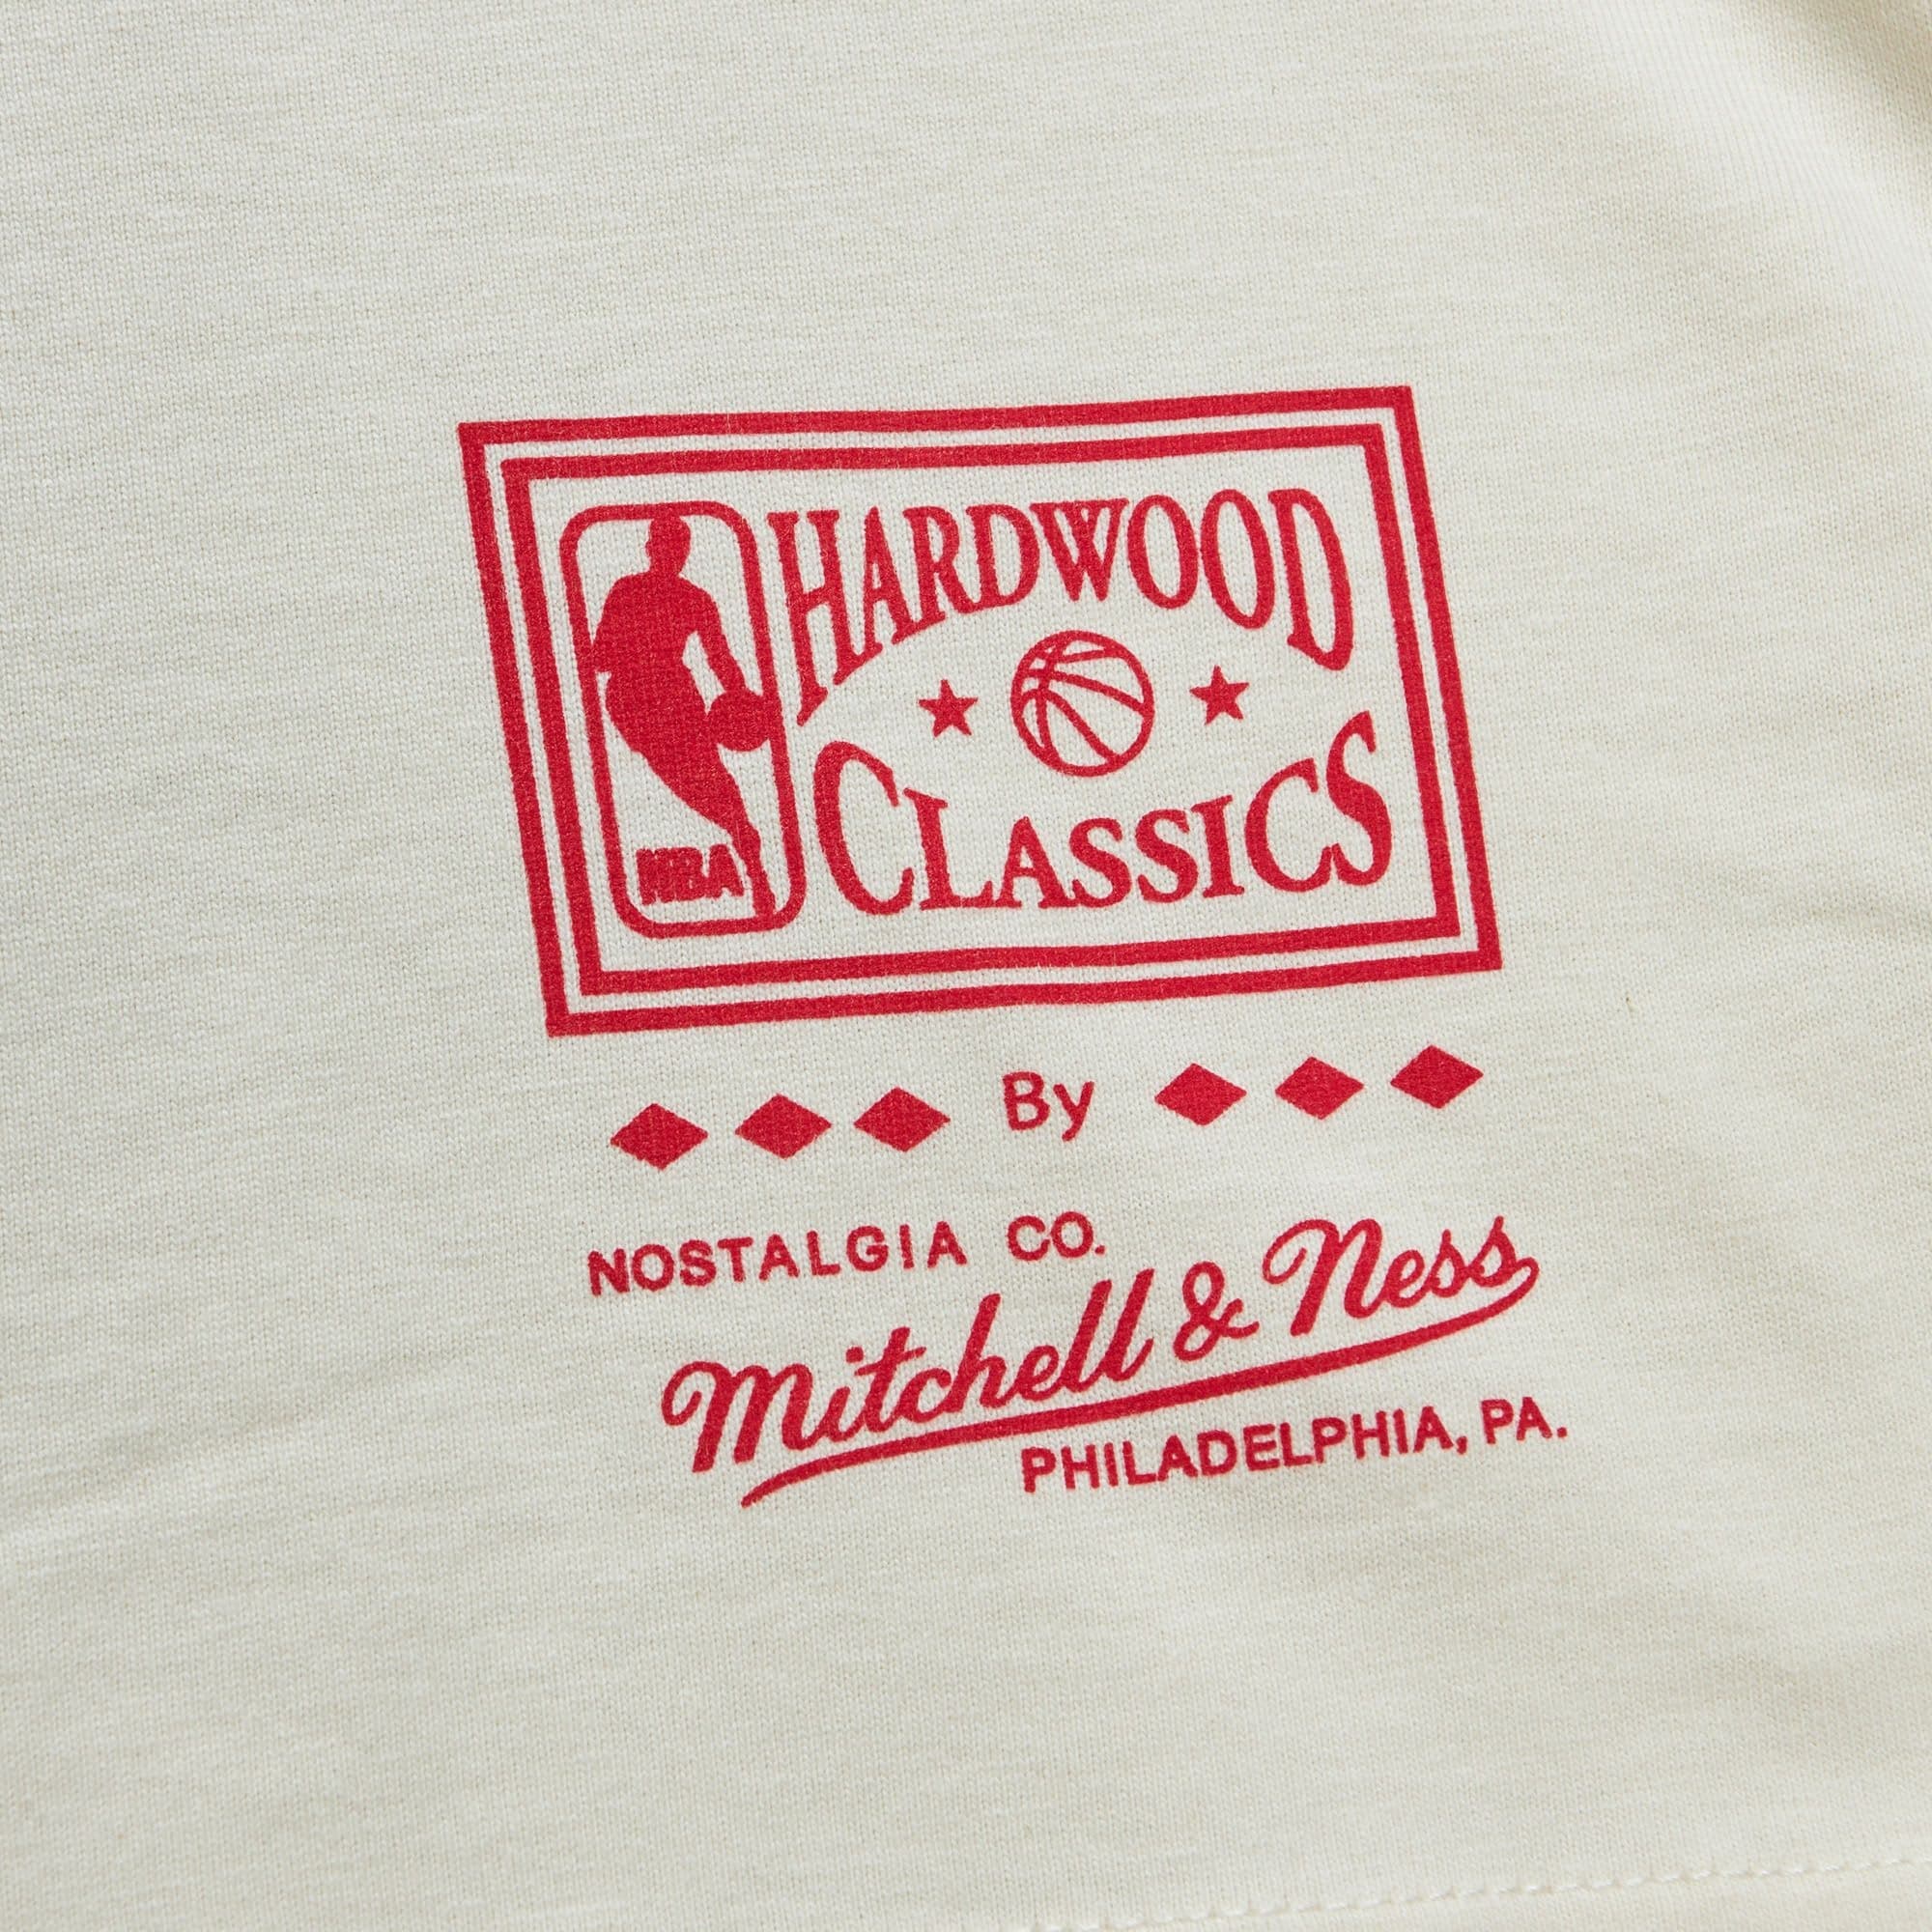 HARDWOOD
CLASSICS
NBA
By
NOSTALGIA CO.
Mitchell & Ness
PHILADELPHIA, PA.